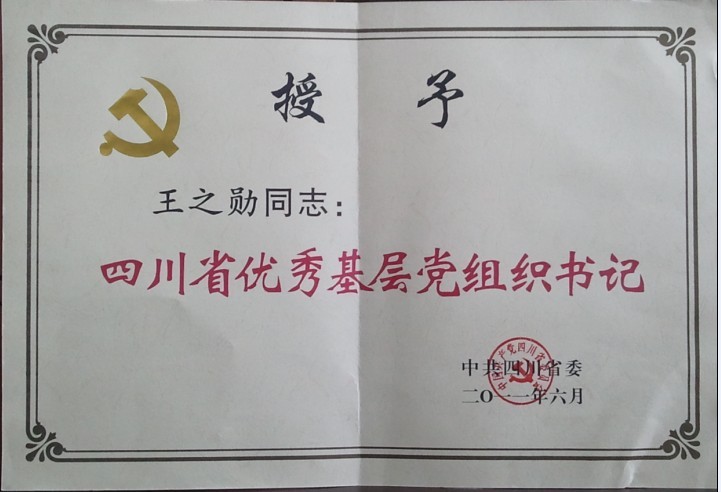 授予
王之勋同志：
四川省优秀基层党组织书记
中共四川省委
二〇一一年六月